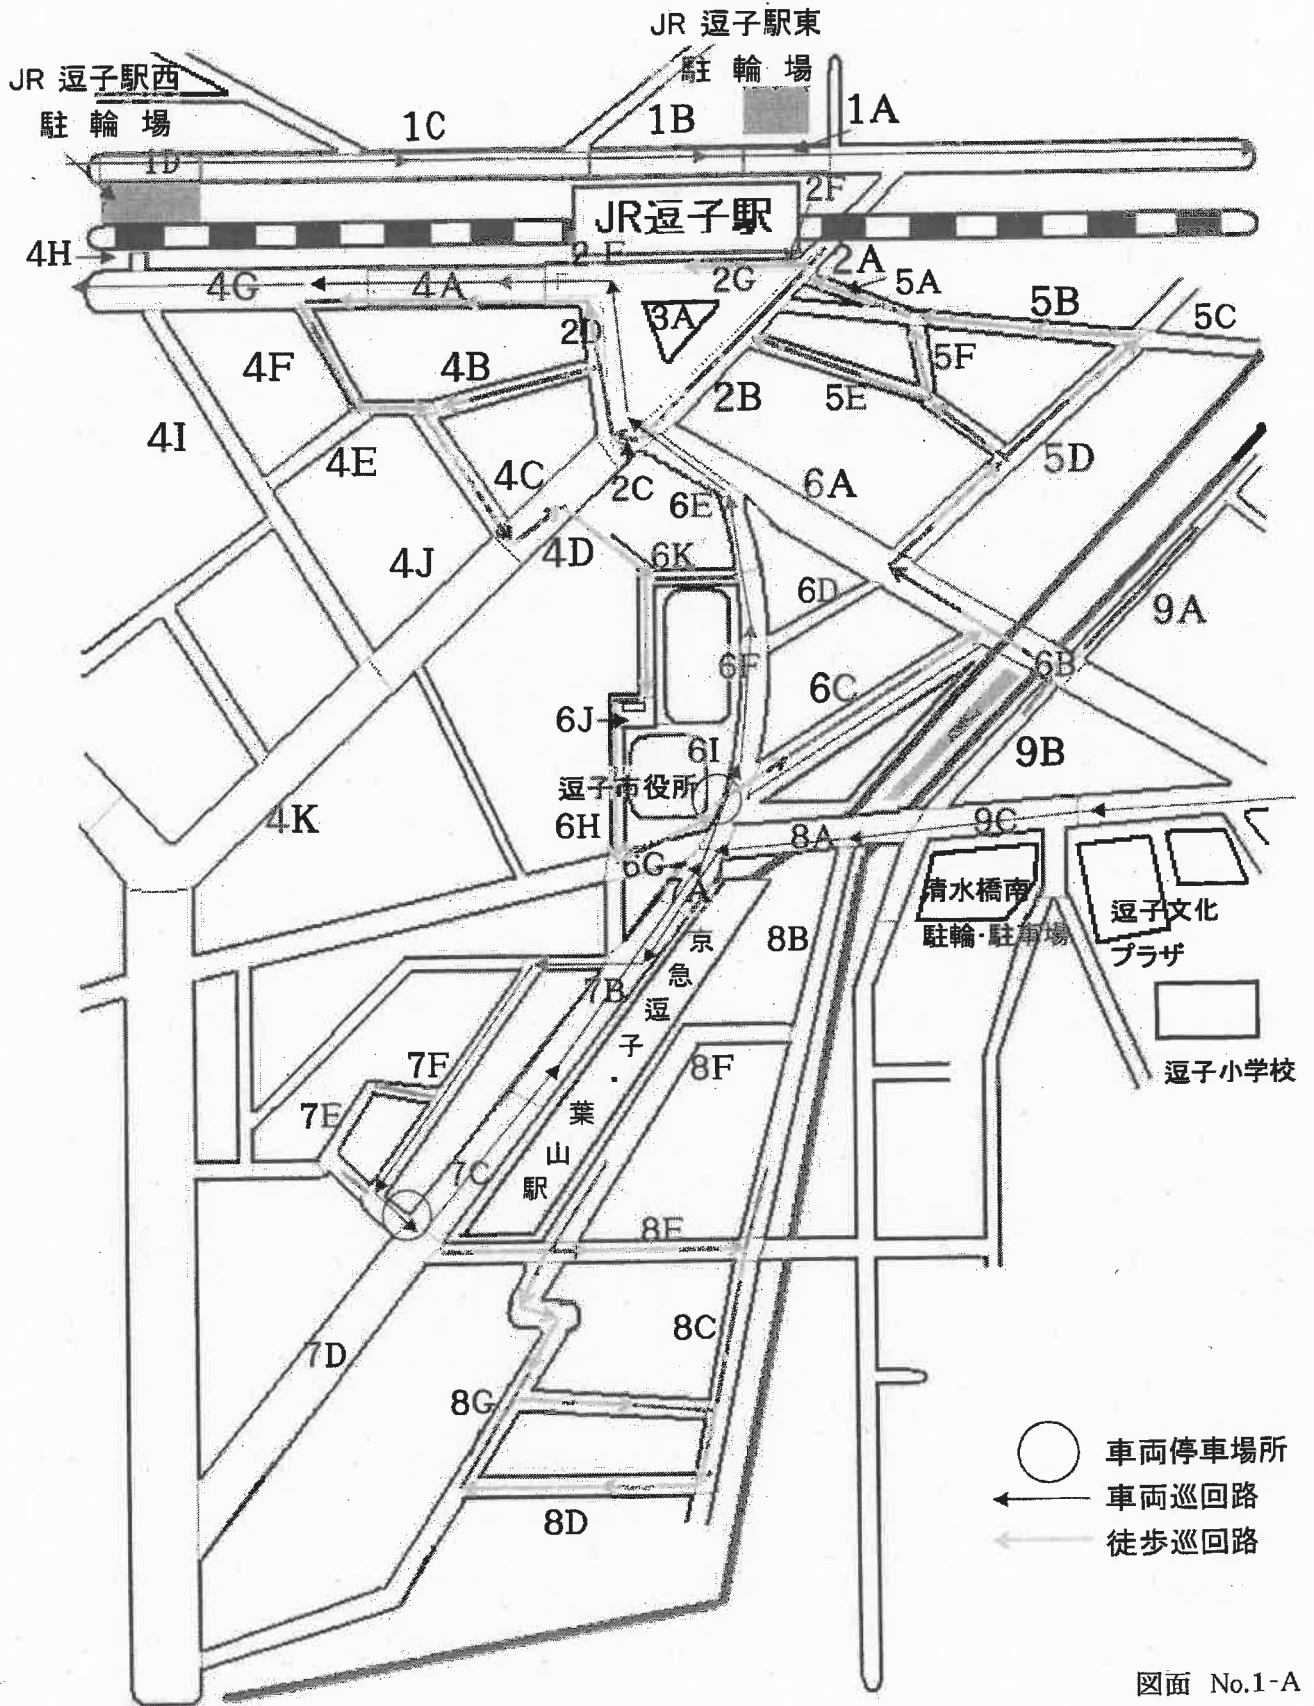 JR 逗子駅東
駐 輪 場
JR 逗子駅西
駐 輪 場
1C
1B
1A
1D
2F
JR逗子駅
4H
2E
2A
4G
4A
2G
5A
5B
5C
3A
2D
4F
4B
5F
2B
5E
4I
4E
4C
2C
6E
6A
5D
4J
4D
6K
6D
9A
6F
6B
6C
6J
6I
9B
逗子市役所
4K
6H
8A
9C
6G
7A
清水橋南
駐輪・駐車場
逗子文化
プラザ
8B
京急逗子・葉山駅
7B
7F
8F
逗子小学校
7E
7C
8E
7D
8C
8G
8D
車両停車場所
車両巡回路
徒歩巡回路
図面 No.1-A